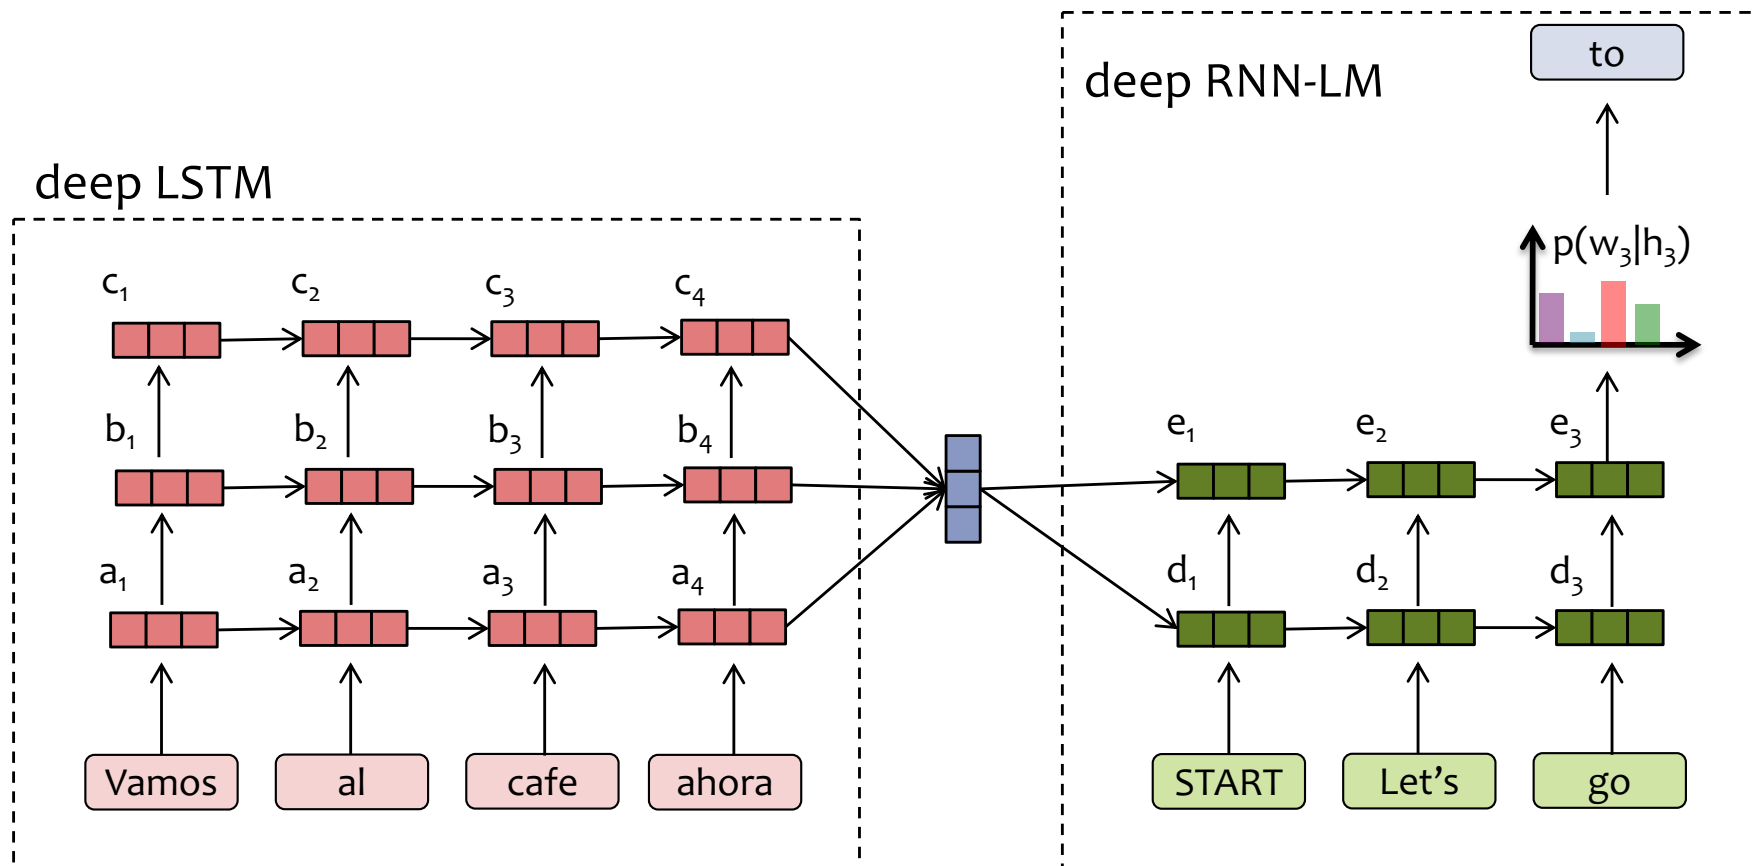 deep LSTM
c₁ c₂ c₃ c₄
b₁ b₂ b₃ b₄
a₁ a₂ a₃ a₄
Vamos al cafe ahora
deep RNN-LM
to
p(w₃|h₃)
e₁ e₂ e₃
d₁ d₂ d₃
START Let's go